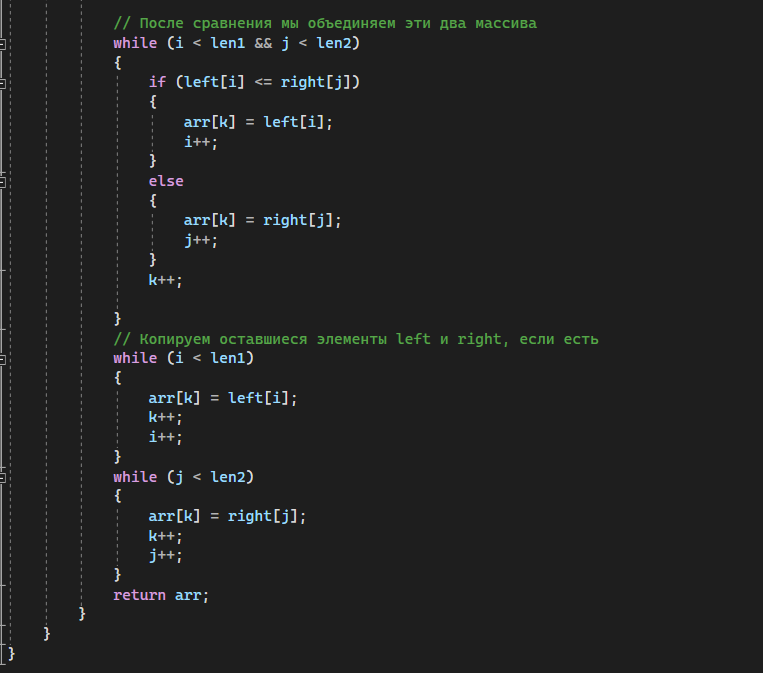 // После сравнения мы объединяем эти два массива
while (i < len1 && j < len2)
{
if (left[i] <= right[j])
{
arr[k] = left[i];
i++;
}
else
{
arr[k] = right[j];
j++;
}
k++;
}
// Копируем оставшиеся элементы left и right, если есть
while (i < len1)
{
arr[k] = left[i];
k++;
i++;
}
while (j < len2)
{
arr[k] = right[j];
k++;
j++;
}
return arr;
}
}
}